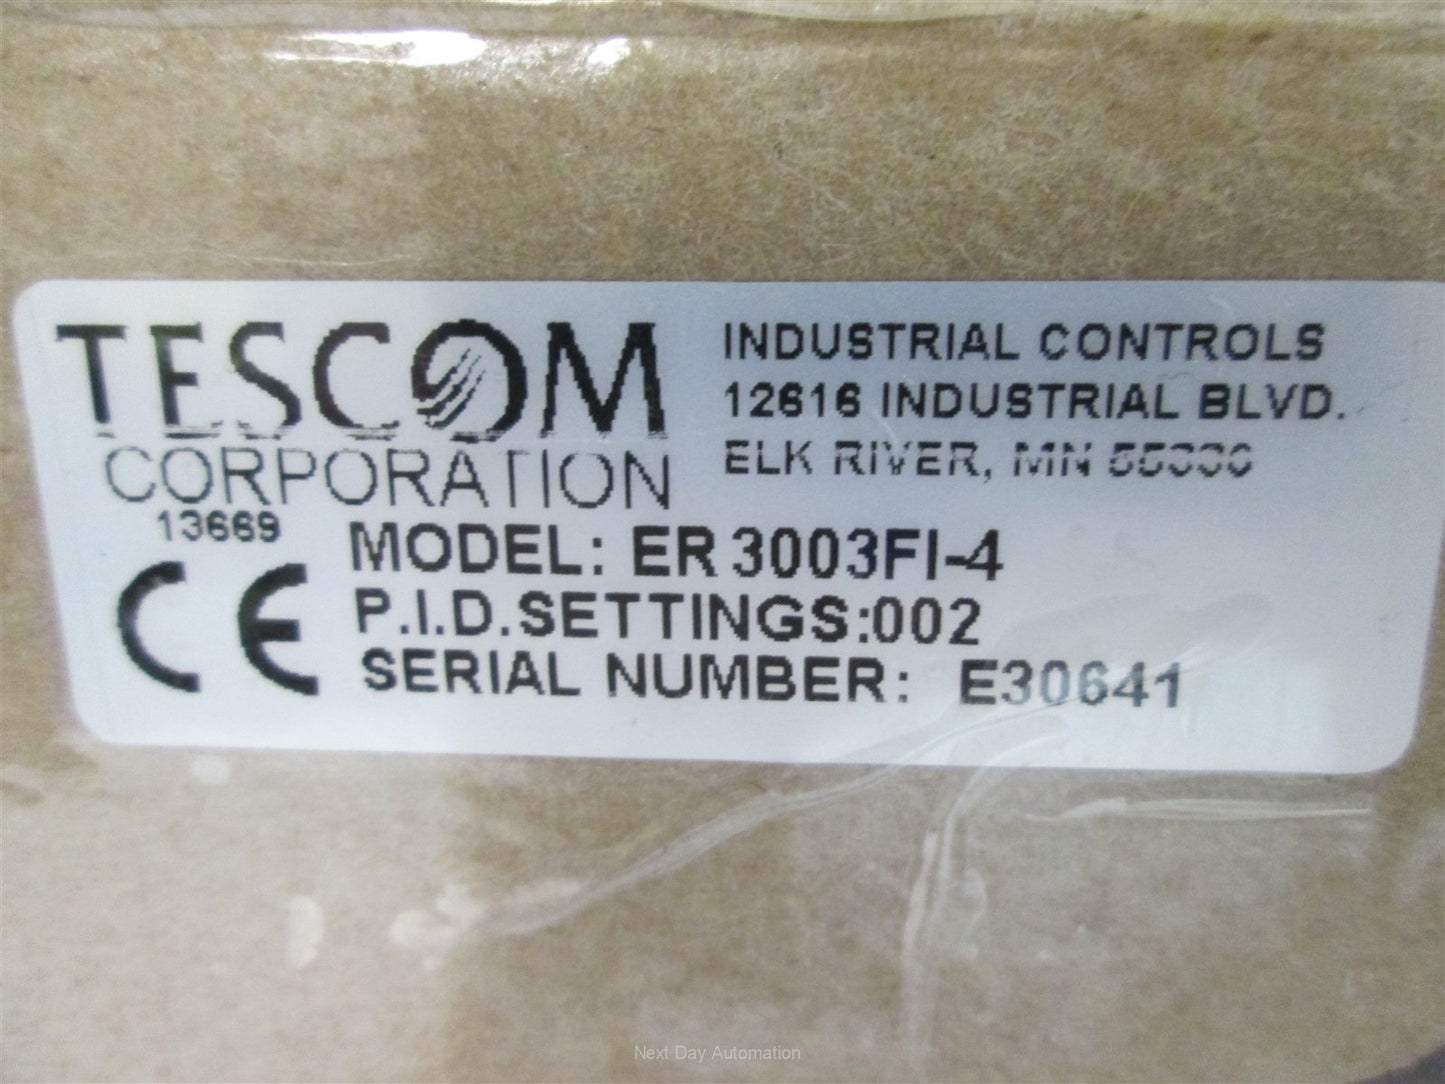 TESCOM
CORPORATION
INDUSTRIAL CONTROLS
12616 INDUSTRIAL BLVD.
ELK RIVER, MN 55330
13669
MODEL: ER 3003FI-4
CE
P.I.D.SETTINGS:002
SERIAL NUMBER: E30641
Next Day Automation